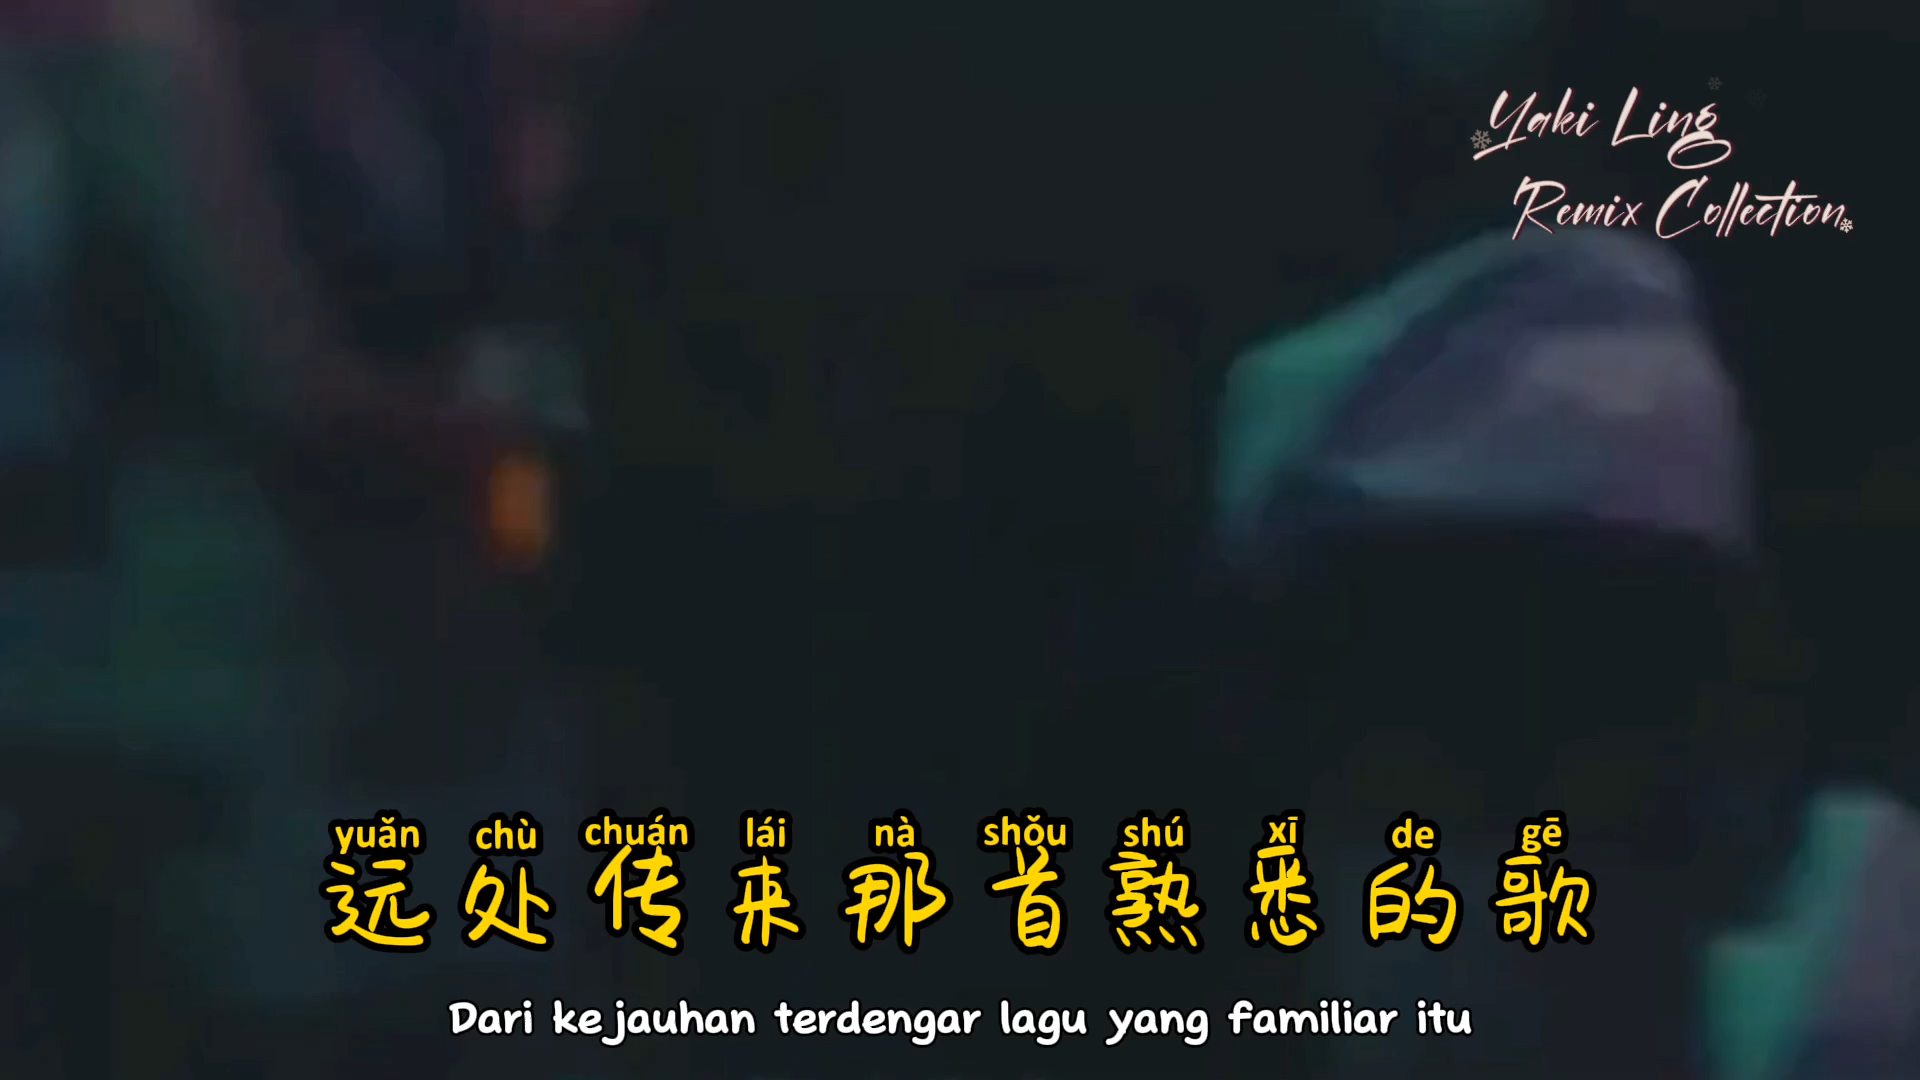 Yaki Ling
Remix Collection
yuǎn chù chuán lái nà shǒu shú xī de gē
远处传来那首熟悉的歌
Dari kejauhan terdengar lagu yang familiar itu